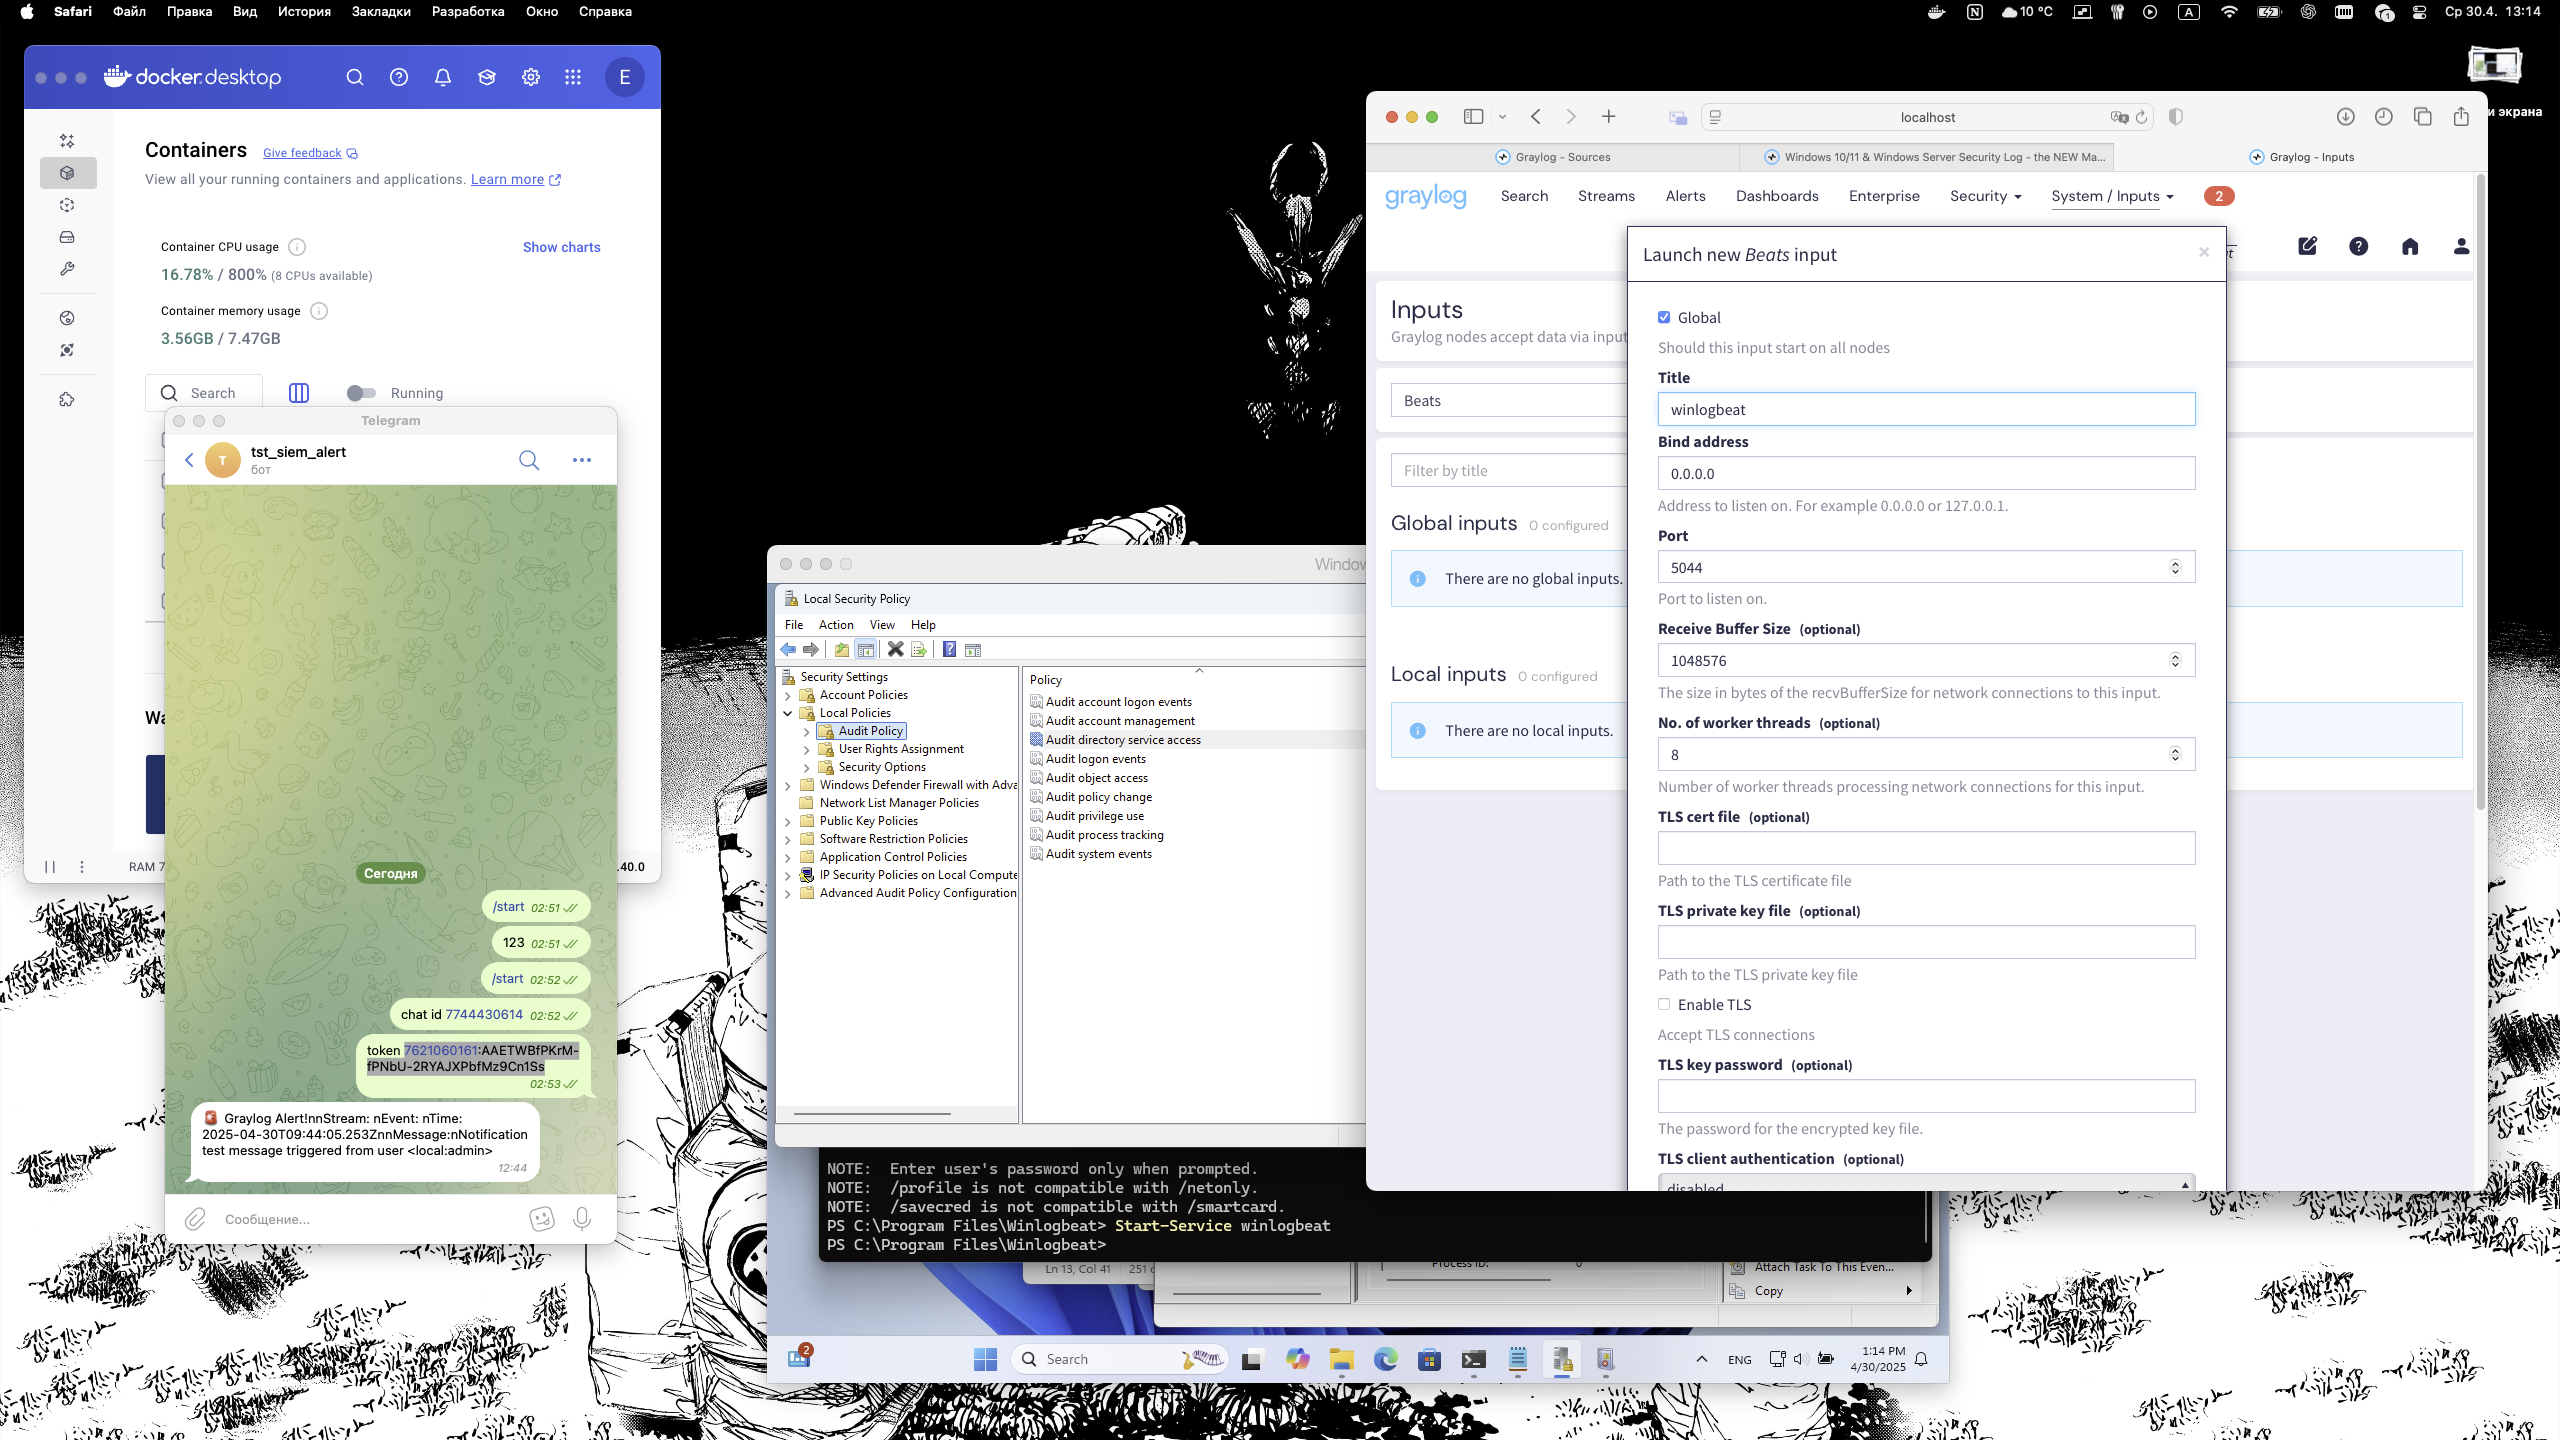 Safari Файл Правка Вид История Закладки Разработка Окно Справка
10 °C A Ср 30.4. 13:14
и экрана
docker.desktop
E
Containers Give feedback
View all your running containers and applications. Learn more
Container CPU usage
Show charts
16.78% / 800% (8 CPUs available)
Container memory usage
3.56GB / 7.47GB
Search
Running
Wa
RAM 7
.40.0
Telegram
T
tst_siem_alert
бот
Сегодня
/start 02:51
123 02:51
/start 02:52
chat id 7744430614 02:52
token 7621060161:AAETWBfPKrM-
fPNbU-2RYAJXPbfMz9Cn1Ss
02:53
Graylog Alert!nnStream: nEvent: nTime:
2025-04-30T09:44:05.253ZnnMessage:nNotification
test message triggered from user <local:admin>
12:44
Сообщение...
Window
Local Security Policy
File Action View Help
Security Settings
Account Policies
Local Policies
Audit Policy
User Rights Assignment
Security Options
Windows Defender Firewall with Adva
Network List Manager Policies
Public Key Policies
Software Restriction Policies
Application Control Policies
IP Security Policies on Local Compute
Advanced Audit Policy Configuration
Policy
Audit account logon events
Audit account management
Audit directory service access
Audit logon events
Audit object access
Audit policy change
Audit privilege use
Audit process tracking
Audit system events
NOTE: Enter user's password only when prompted.
NOTE: /profile is not compatible with /netonly.
NOTE: /savecred is not compatible with /smartcard.
PS C:\Program Files\Winlogbeat> Start-Service winlogbeat
PS C:\Program Files\Winlogbeat>
Ln 13, Col 41 251 c
Process ID: 0
Attach Task To This Even...
Copy
2
Search
ENG
1:14 PM
4/30/2025
localhost
Graylog - Sources
Windows 10/11 & Windows Server Security Log - the NEW Ma...
Graylog - Inputs
graylog
Search Streams Alerts Dashboards Enterprise Security System / Inputs 2
Inputs
Graylog nodes accept data via input
Beats
Filter by title
Global inputs 0 configured
There are no global inputs.
Local inputs 0 configured
There are no local inputs.
Launch new Beats input
×
Global
Should this input start on all nodes
Title
winlogbeat
Bind address
0.0.0.0
Address to listen on. For example 0.0.0.0 or 127.0.0.1.
Port
5044
Port to listen on.
Receive Buffer Size (optional)
1048576
The size in bytes of the recvBufferSize for network connections to this input.
No. of worker threads (optional)
8
Number of worker threads processing network connections for this input.
TLS cert file (optional)
Path to the TLS certificate file
TLS private key file (optional)
Path to the TLS private key file
Enable TLS
Accept TLS connections
TLS key password (optional)
The password for the encrypted key file.
TLS client authentication (optional)
disabled